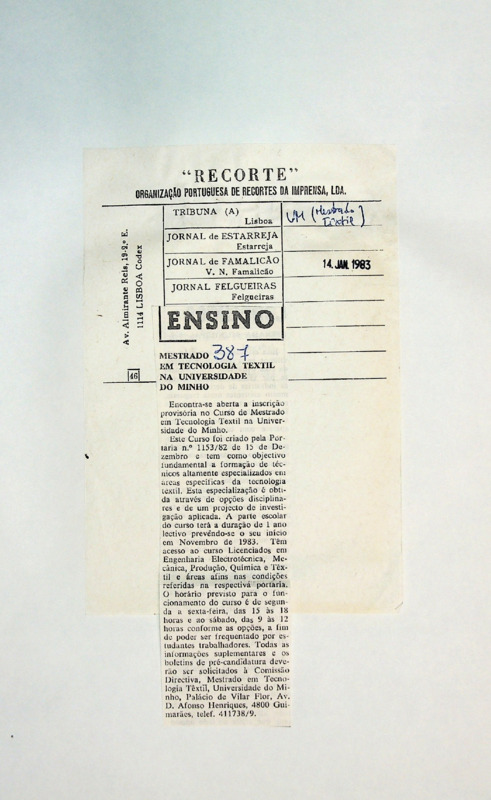 "RECORTE"
ORGANIZAÇÃO PORTUGUESA DE RECORTES DA IMPRENSA, LDA.
Av. Almirante Reis, 19-2.º E.
1114 LISBOA Codex
46
TRIBUNA (A)
Lisboa
JORNAL de ESTARREJA
Estarreja
JORNAL de FAMALICÃO
V. N. Famalicão
JORNAL FELGUEIRAS
Felgueiras
UM (Mestrado
Têxtil)
14. JAN. 1983
ENSINO
387
MESTRADO
EM TECNOLOGIA TEXTIL
NA UNIVERSIDADE
DO MINHO
Encontra-se aberta a inscrição
provisória no Curso de Mestrado
em Tecnologia Textil na Univer-
sidade do Minho.
Este Curso foi criado pela Por-
taria n.º 1153/82 de 15 de De-
zembro e tem como objectivo
fundamental a formação de téc-
nicos altamente especializados em
áreas específicas da tecnologia
textil. Esta especialização é obti-
da através de opções disciplina-
res e de um projecto de investi-
gação aplicada. A parte escolar
do curso terá a duração de 1 ano
lectivo prevendo-se o seu início
em Novembro de 1983. Têm
acesso ao curso Licenciados em
Engenharia Electrotécnica, Me-
cânica, Produção, Química e Têx-
til e áreas afins nas condições
referidas na respectiva portaria.
O horário previsto para o fun-
cionamento do curso é de segun-
da a sexta-feira, das 15 às 18
horas e ao sábado, das 9 às 12
horas conforme as opções, a fim
de poder ser frequentado por es-
tudantes trabalhadores. Todas as
informações suplementares e os
boletins de pré-candidatura deve-
rão ser solicitados à Comissão
Directiva, Mestrado em Tecno-
logia Têxtil, Universidade do Mi-
nho, Palácio de Vilar Flor, Av.
D. Afonso Henriques, 4800 Gui-
marães, telef. 411738/9.